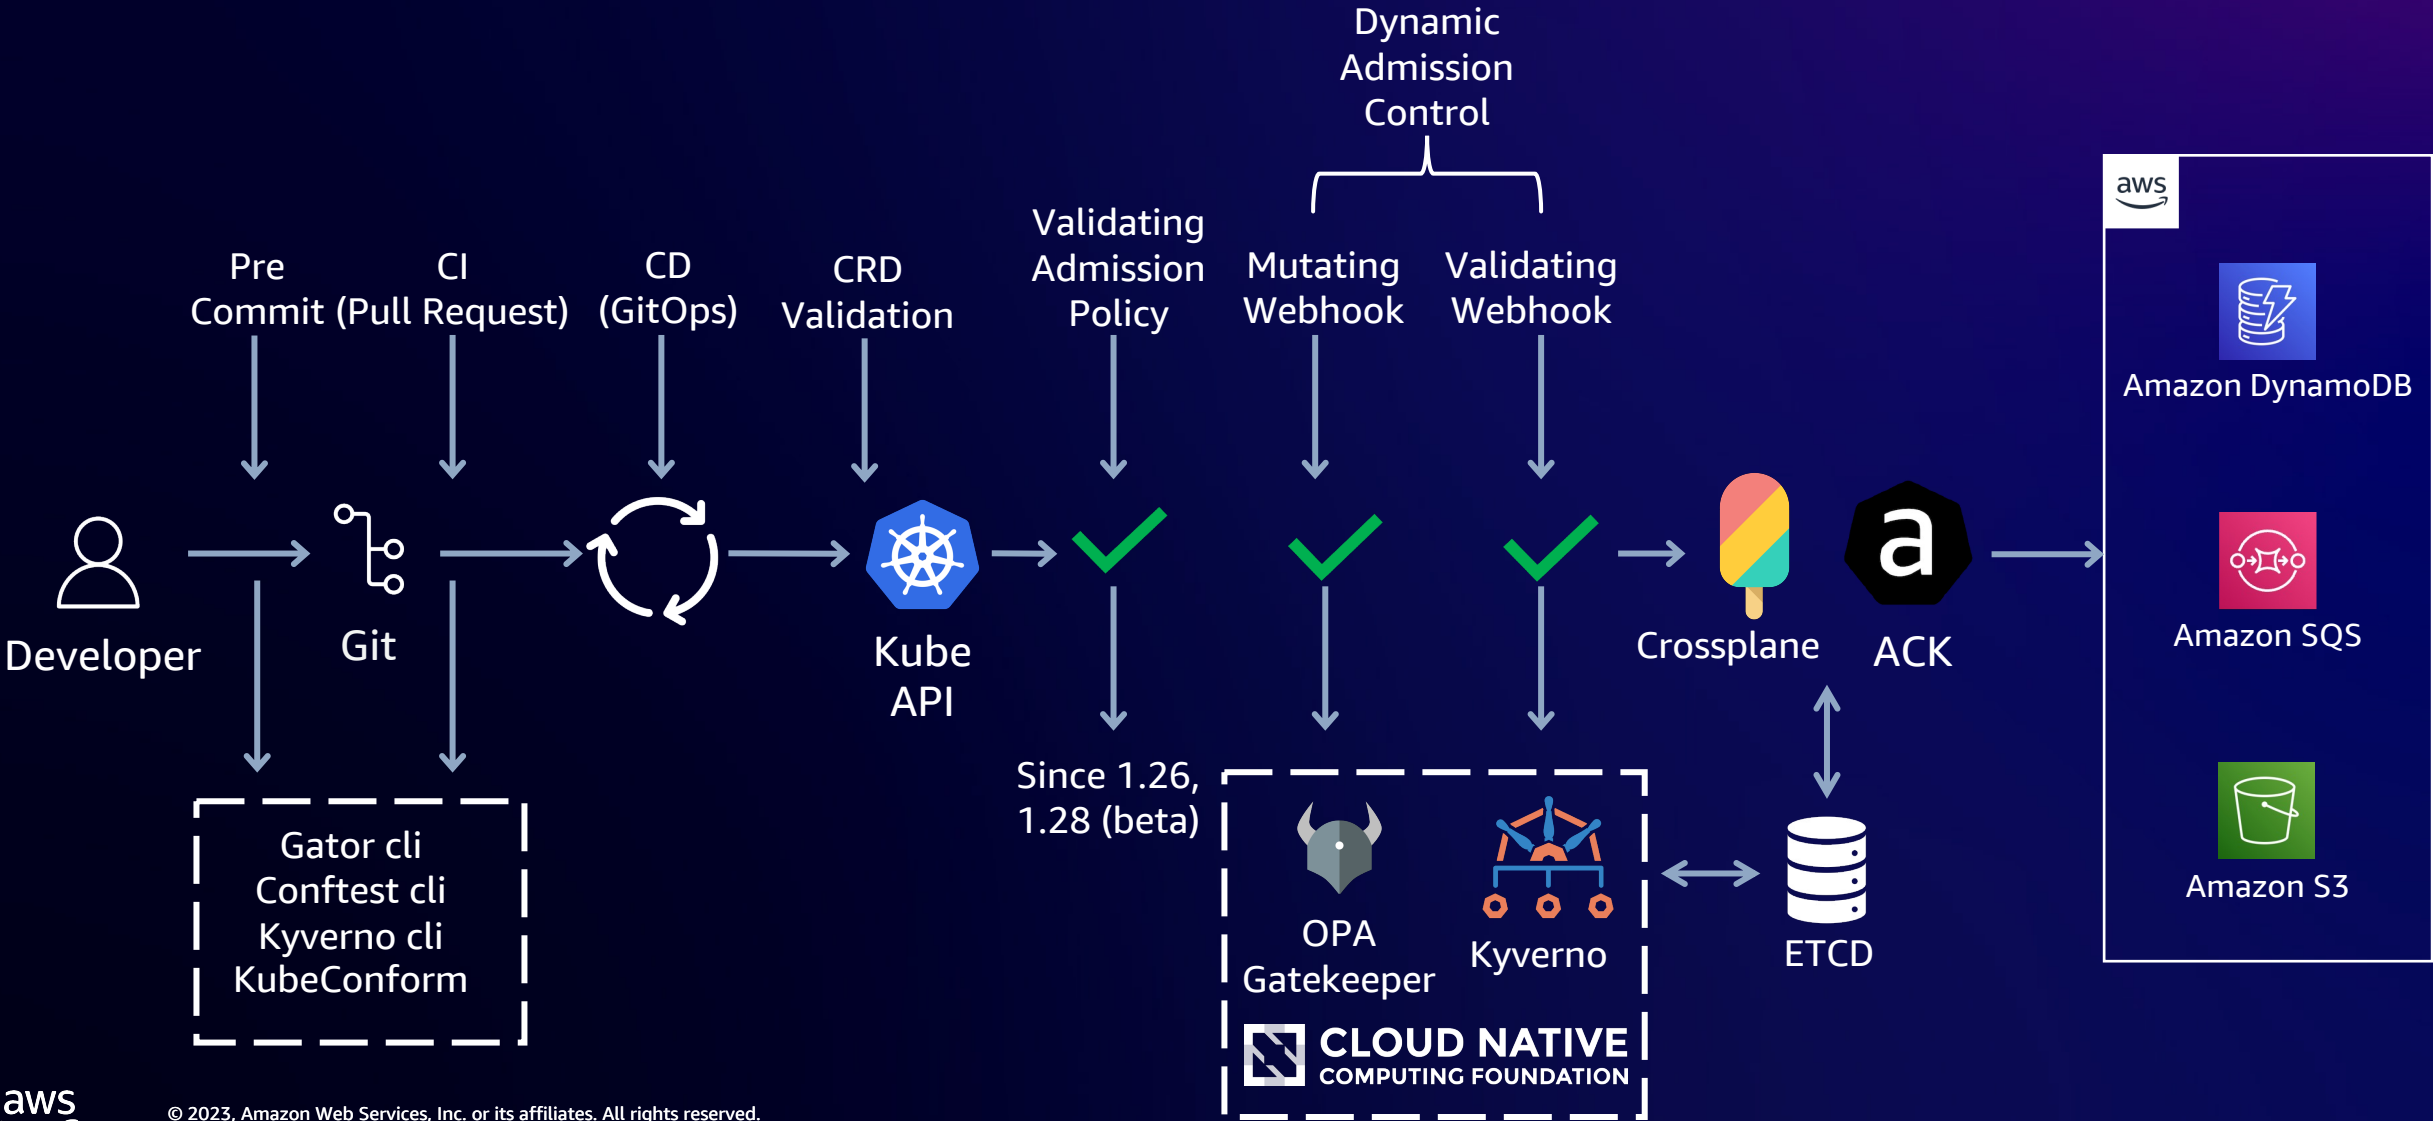 Dynamic
Admission
Control
aws
Pre
Commit
CI
(Pull Request)
CD
(GitOps)
CRD
Validation
Validating
Admission
Policy
Mutating
Webhook
Validating
Webhook
Amazon DynamoDB
Developer
Git
Kube
API
Crossplane
a
ACK
Amazon SQS
Since 1.26,
1.28 (beta)
Gator cli
Conftest cli
Kyverno cli
KubeConform
OPA
Gatekeeper
Kyverno
ETCD
Amazon S3
CLOUD NATIVE
COMPUTING FOUNDATION
aws
© 2023, Amazon Web Services, Inc. or its affiliates. All rights reserved.